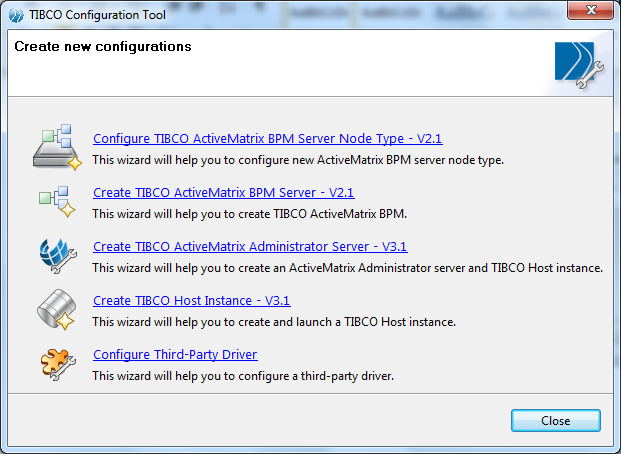 TIBCO Configuration Tool
Create new configurations
Configure TIBCO ActiveMatrix BPM Server Node Type - V2.1
This wizard will help you to configure new ActiveMatrix BPM server node type.
Create TIBCO ActiveMatrix BPM Server - V2.1
This wizard will help you to create TIBCO ActiveMatrix BPM.
Create TIBCO ActiveMatrix Administrator Server - V3.1
This wizard will help you to create an ActiveMatrix Administrator server and TIBCO Host instance.
Create TIBCO Host Instance - V3.1
This wizard will help you to create and launch a TIBCO Host instance.
Configure Third-Party Driver
This wizard will help you to configure a third-party driver.
Close